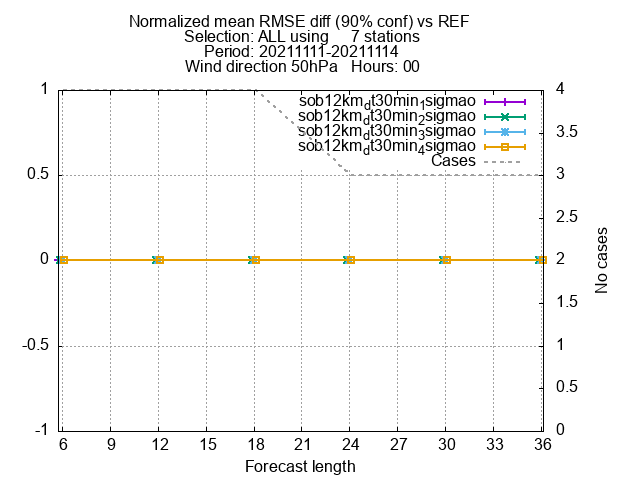 Normalized mean RMSE diff (90% conf) vs REF
Selection: ALL using 7 stations
Period: 20211111-20211114
Wind direction 50hPa Hours: 00
sob12km_dt30min_1sigmao
sob12km_dt30min_2sigmao
sob12km_dt30min_3sigmao
sob12km_dt30min_4sigmao
Cases
1
0.5
0
-0.5
-1
4
3.5
3
2.5
2
1.5
1
0.5
0
No cases
6 9 12 15 18 21 24 27 30 33 36
Forecast length